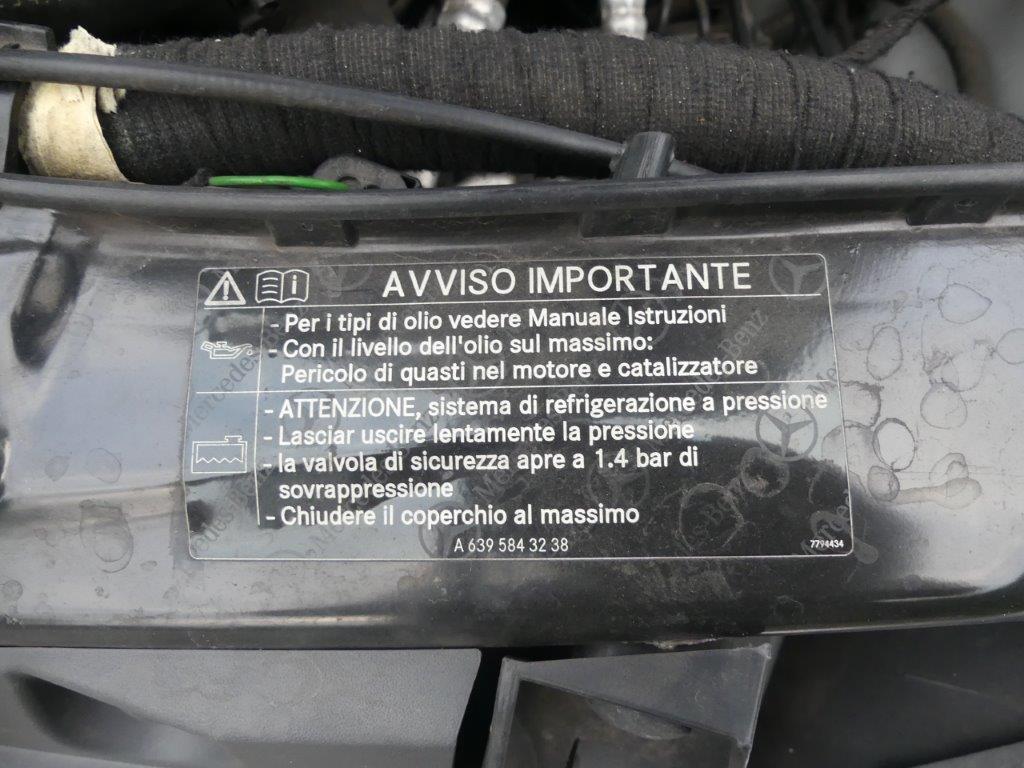 AVVISO IMPORTANTE
- Per i tipi di olio vedere Manuale Istruzioni
- Con il livello dell'olio sul massimo:
Pericolo di quasti nel motore e catalizzatore
- ATTENZIONE, sistema di refrigerazione a pressione
- Lasciar uscire lentamente la pressione
- la valvola di sicurezza apre a 1.4 bar di
sovrappressione
- Chiudere il coperchio al massimo
A 639 584 32 38
7794434